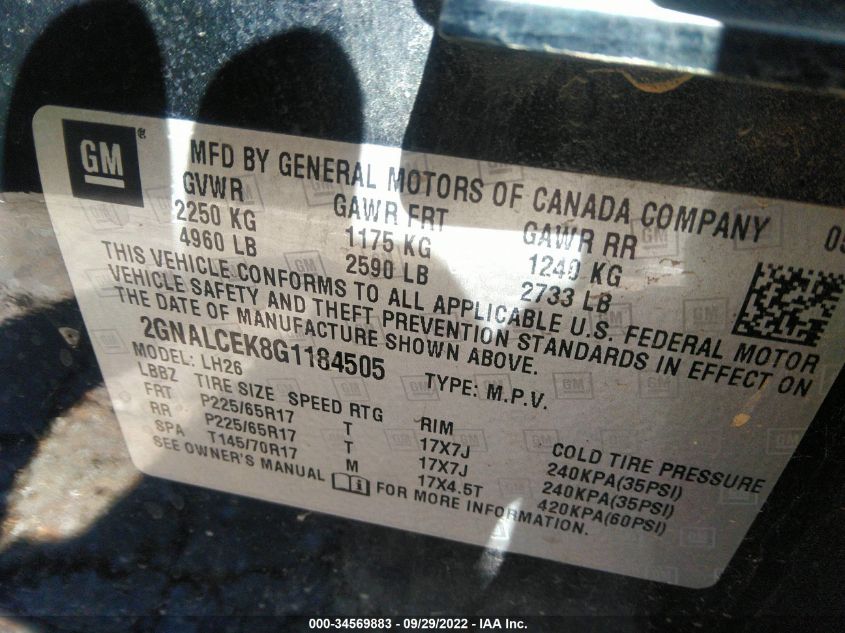 GM®
MFD BY GENERAL MOTORS OF CANADA COMPANY
GVWR GAWR FRT GAWR RR 05
2250 KG 1175 KG 1240 KG
4960 LB 2590 LB 2733 LB
THIS VEHICLE CONFORMS TO ALL APPLICABLE U.S. FEDERAL MOTOR
VEHICLE SAFETY AND THEFT PREVENTION STANDARDS IN EFFECT ON
THE DATE OF MANUFACTURE SHOWN ABOVE.
2GNALCEK8G1184505 TYPE: M.P.V.
MODEL: LH26
LBBZ TIRE SIZE SPEED RTG RIM COLD TIRE PRESSURE
FRT P225/65R17 T 17X7J 240KPA(35PSI)
RR P225/65R17 T 17X7J 240KPA(35PSI)
SPA T145/70R17 M 17X4.5T 420KPA(60PSI)
SEE OWNER'S MANUAL FOR MORE INFORMATION.
000-34569883 - 09/29/2022 - IAA Inc.